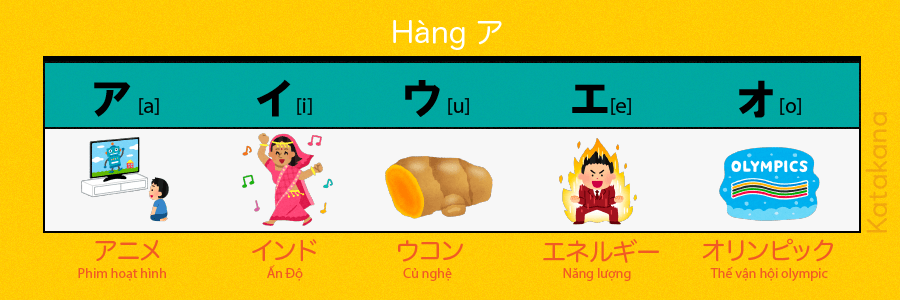 Hàng ア
ア [a] イ [i] ウ [u] エ [e] オ [o]
OLYMPICS
アニメ インド ウコン エネルギー オリンピック
Phim hoạt hình Ấn Độ Củ nghệ Năng lượng Thế vận hội olympic
Katakana